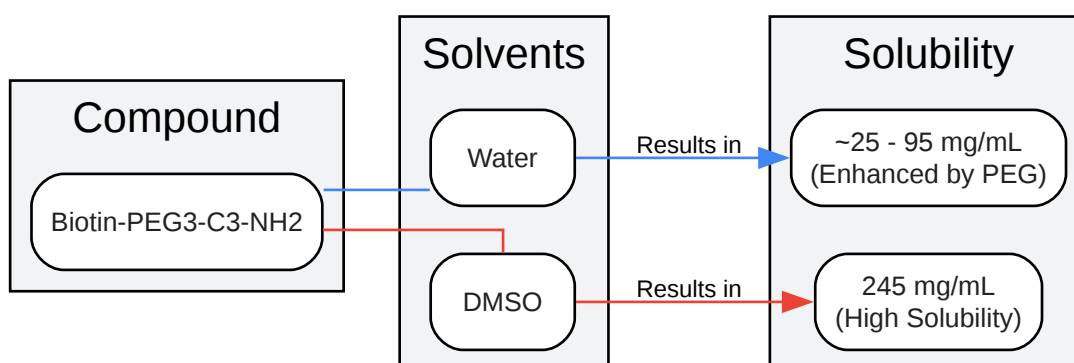 Compound
Biotin-PEG3-C3-NH2
Solvents
Water
DMSO
Results in
Results in
Solubility
~25 - 95 mg/mL
(Enhanced by PEG)
245 mg/mL
(High Solubility)